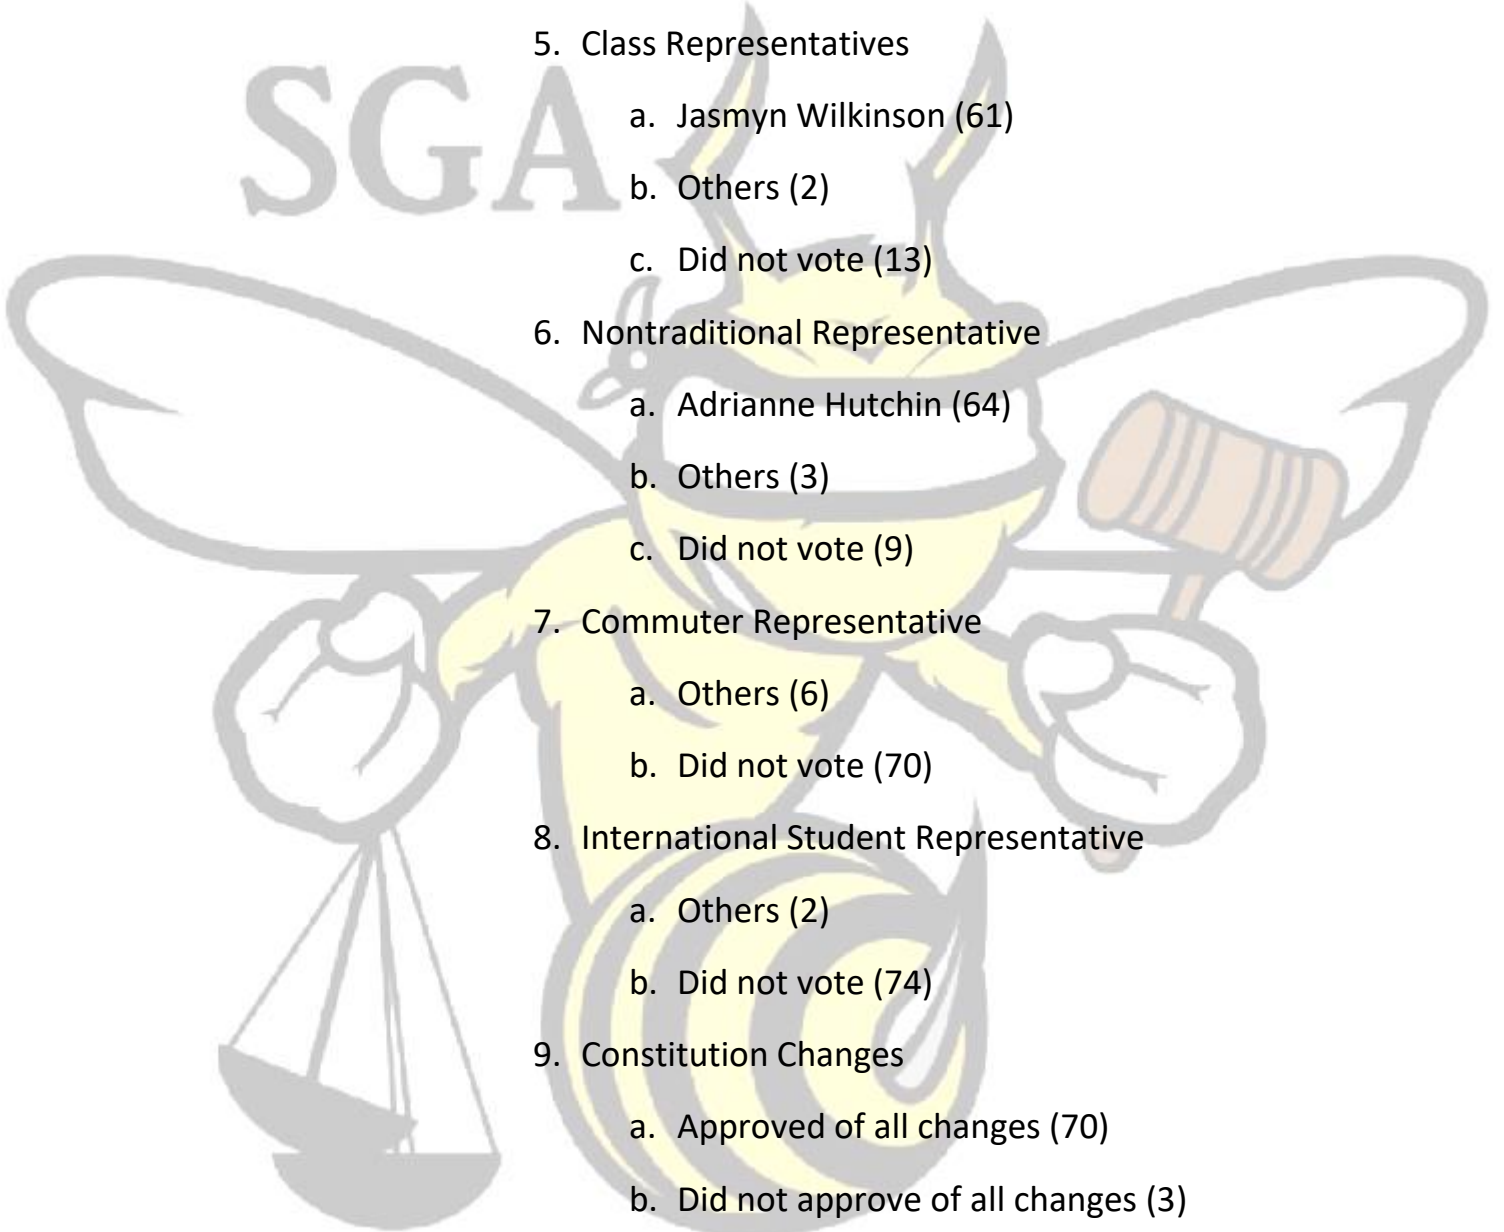 SGA
5. Class Representatives
a. Jasmyn Wilkinson (61)
b. Others (2)
c. Did not vote (13)
6. Nontraditional Representative
a. Adrianne Hutchin (64)
b. Others (3)
c. Did not vote (9)
7. Commuter Representative
a. Others (6)
b. Did not vote (70)
8. International Student Representative
a. Others (2)
b. Did not vote (74)
9. Constitution Changes
a. Approved of all changes (70)
b. Did not approve of all changes (3)